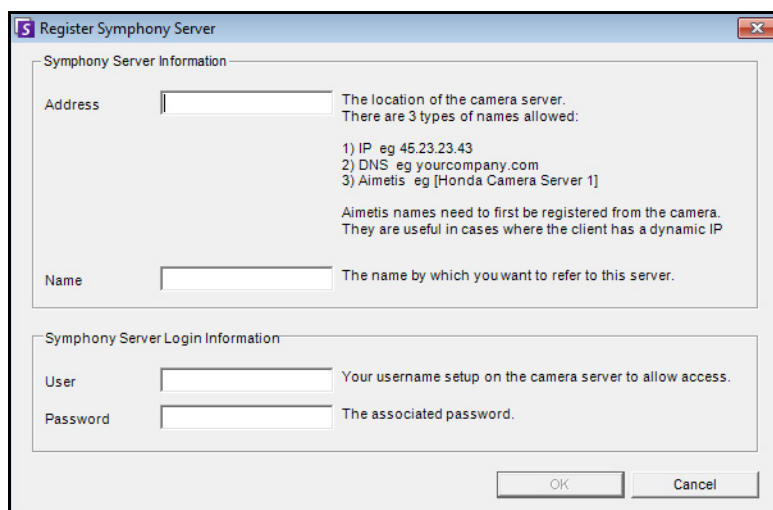 Register Symphony Server
Symphony Server Information
Address
The location of the camera server.
There are 3 types of names allowed:
1) IP eg 45.23.23.43
2) DNS eg yourcompany.com
3) Aimetis eg [Honda Camera Server 1]
Aimetis names need to first be registered from the camera.
They are useful in cases where the client has a dynamic IP
Name
The name by which you want to refer to this server.
Symphony Server Login Information
User
Your username setup on the camera server to allow access.
Password
The associated password.
OK
Cancel